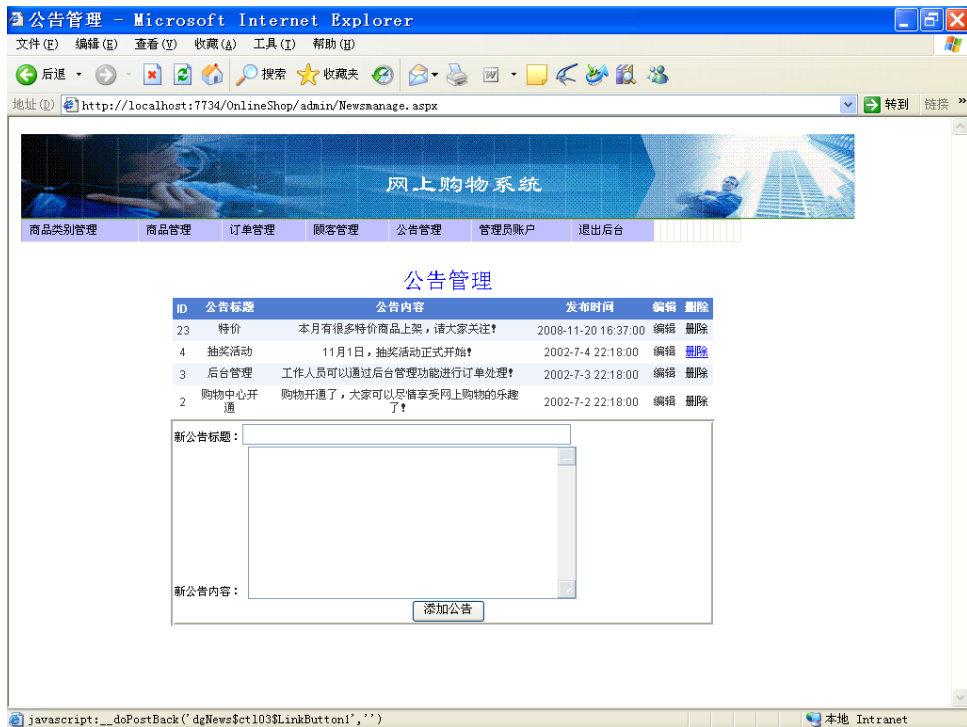 公告管理 - Microsoft Internet Explorer
文件(F) 编辑(E) 查看(V) 收藏(A) 工具(T) 帮助(H)
后退 搜索 收藏夹
地址(D) http://localhost:7734/OnlineShop/admin/Newsmanage.aspx 转到 链接 »
网上购物系统
商品类别管理 商品管理 订单管理 顾客管理 公告管理 管理员账户 退出后台
公告管理
ID 公告标题 公告内容 发布时间 编辑 删除
23 特价 本月有很多特价商品上架，请大家关注! 2008-11-20 16:37:00 编辑 删除
4 抽奖活动 11月1日，抽奖活动正式开始! 2002-7-4 22:18:00 编辑 删除
3 后台管理 工作人员可以通过后台管理功能进行订单处理! 2002-7-3 22:18:00 编辑 删除
2 购物中心开通 购物开通了，大家可以尽情享受网上购物的乐趣了! 2002-7-2 22:18:00 编辑 删除
新公告标题：
新公告内容：
添加公告
javascript:__doPostBack('dgNews$ctl03$LinkButton1','') 本地 Intranet